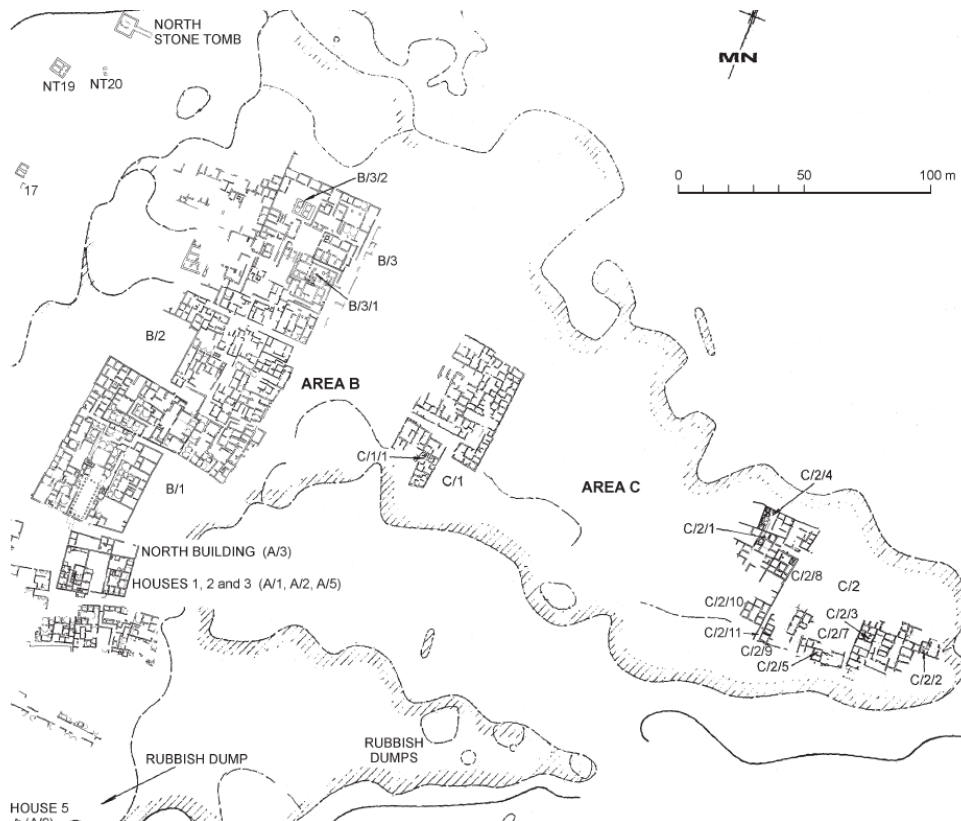 NORTH
STONE TOMB
NT19
NT20
MN
0 50 100 m
17
B/3/2
B/3
B/3/1
B/2
AREA B
C/1/1
C/1
B/1
AREA C
C/2/4
C/2/1
C/2/8
C/2
NORTH BUILDING (A/3)
HOUSES 1, 2 and 3 (A/1, A/2, A/5)
C/2/10
C/2/3
C/2/11
C/2/7
C/2/9
C/2/5
C/2/2
RUBBISH DUMP
RUBBISH
DUMPS
HOUSE 5